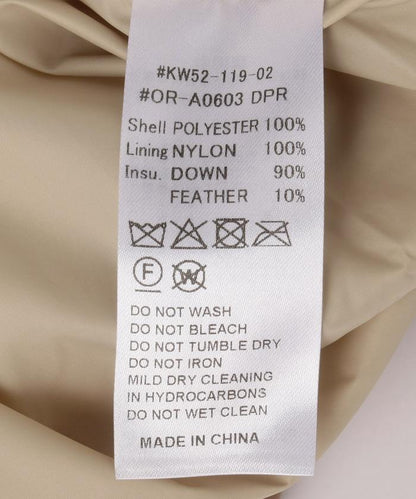 #KW52-119-02
#OR-A0603 DPR
Shell POLYESTER 100%
Lining NYLON 100%
Insu. DOWN 90%
FEATHER 10%
F W
DO NOT WASH
DO NOT BLEACH
DO NOT TUMBLE DRY
DO NOT IRON
MILD DRY CLEANING
IN HYDROCARBONS
DO NOT WET CLEAN
MADE IN CHINA